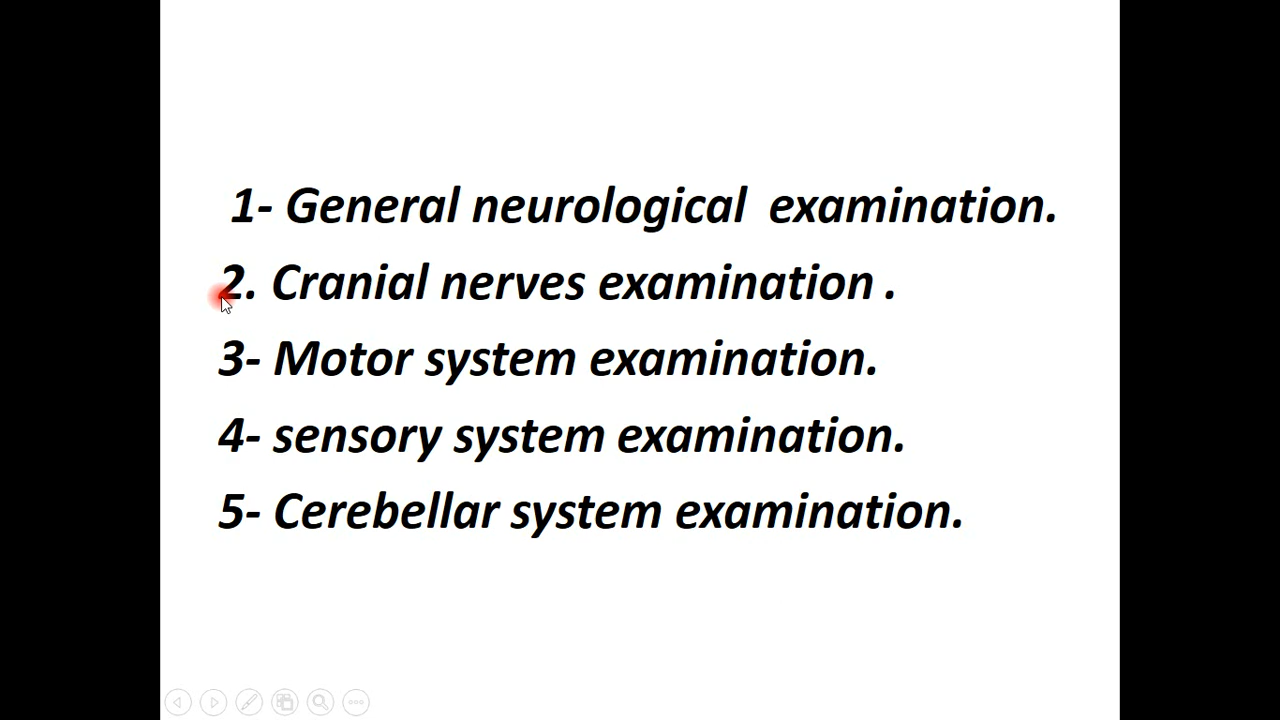 1- General neurological examination.
2. Cranial nerves examination .
3- Motor system examination.
4- sensory system examination.
5- Cerebellar system examination.